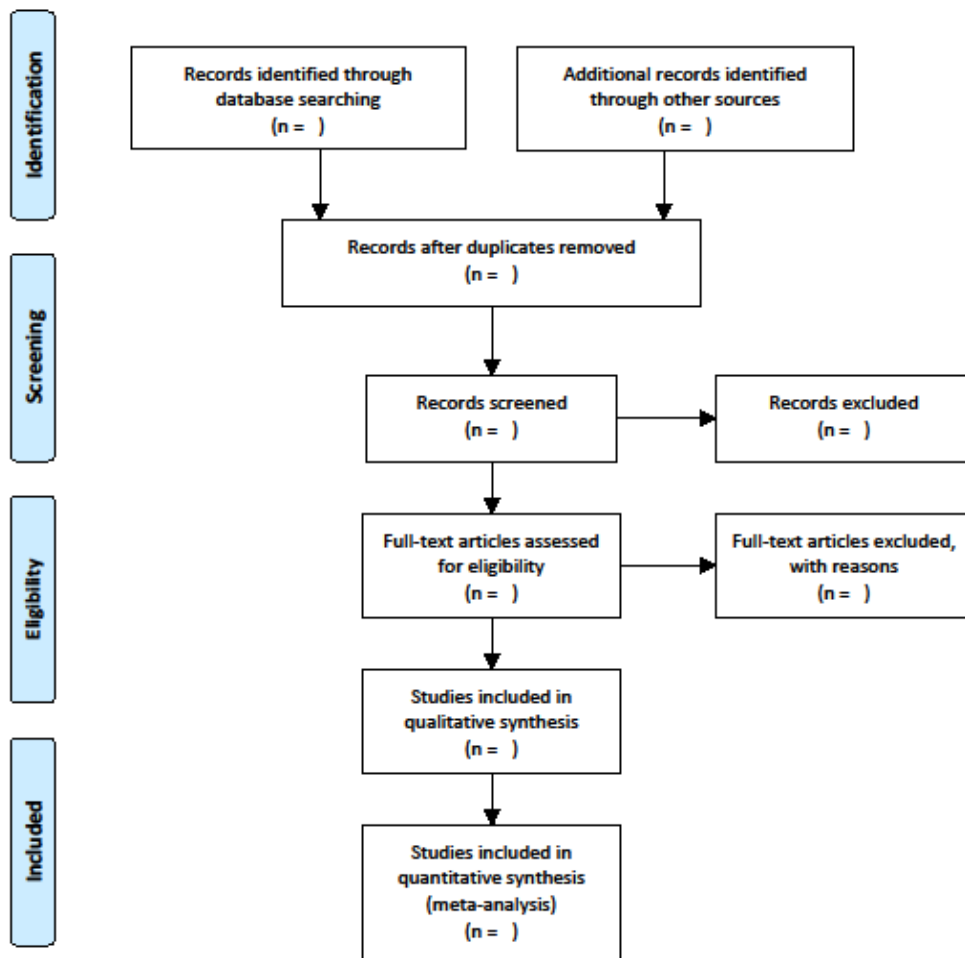 Identification
Records identified through
database searching
(n =   )
Additional records identified
through other sources
(n =   )
Records after duplicates removed
(n =   )
Screening
Records screened
(n =   )
Records excluded
(n =   )
Eligibility
Full-text articles assessed
for eligibility
(n =   )
Full-text articles excluded,
with reasons
(n =   )
Studies included in
qualitative synthesis
(n =   )
Included
Studies included in
quantitative synthesis
(meta-analysis)
(n =   )